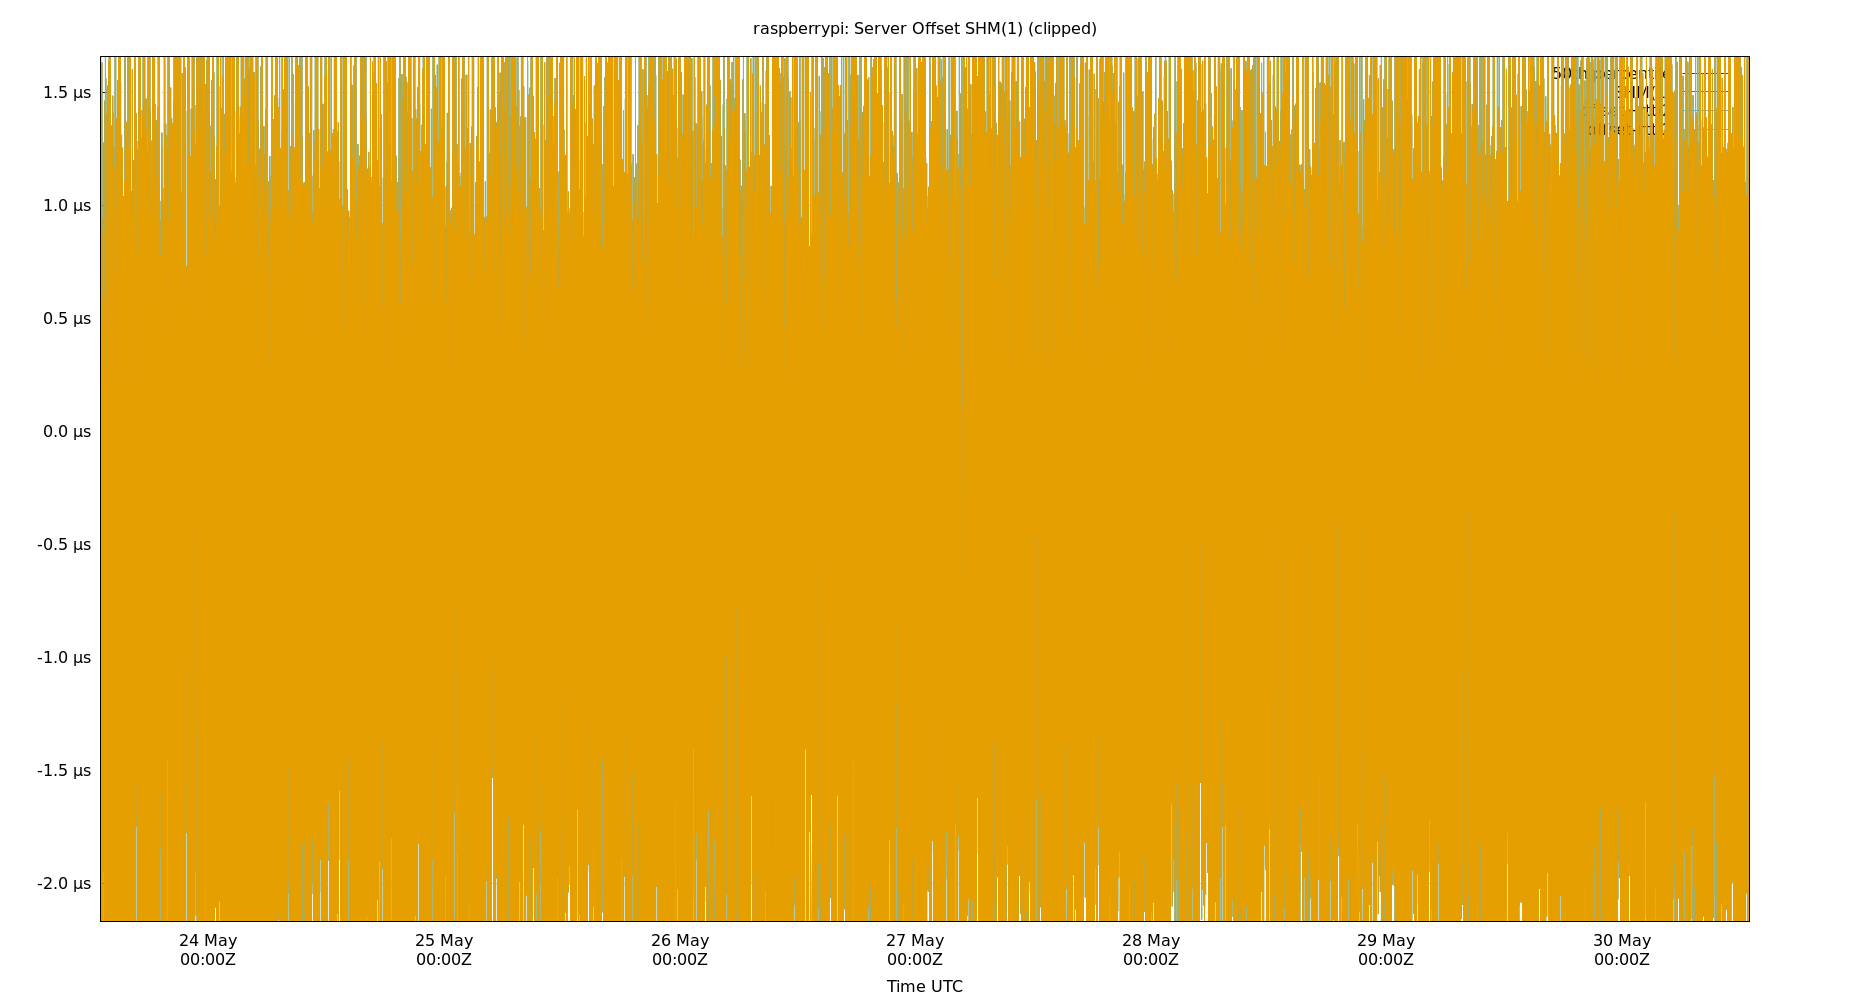 raspberrypi: Server Offset SHM(1) (clipped)
1.5 µs
1.0 µs
0.5 µs
0.0 µs
-0.5 µs
-1.0 µs
-1.5 µs
-2.0 µs
24 May
00:00Z
25 May
00:00Z
26 May
00:00Z
27 May
00:00Z
28 May
00:00Z
29 May
00:00Z
30 May
00:00Z
Time UTC